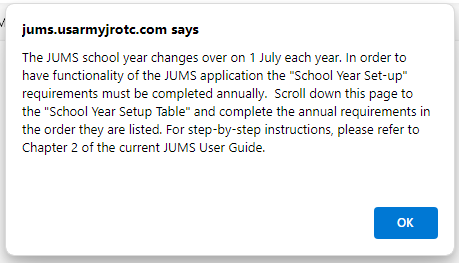 jums.usarmyjrotc.com says
The JUMS school year changes over on 1 July each year. In order to
have functionality of the JUMS application the "School Year Set-up"
requirements must be completed annually.  Scroll down this page to
the "School Year Setup Table" and complete the annual requirements in
the order they are listed. For step-by-step instructions, please refer to
Chapter 2 of the current JUMS User Guide.
OK